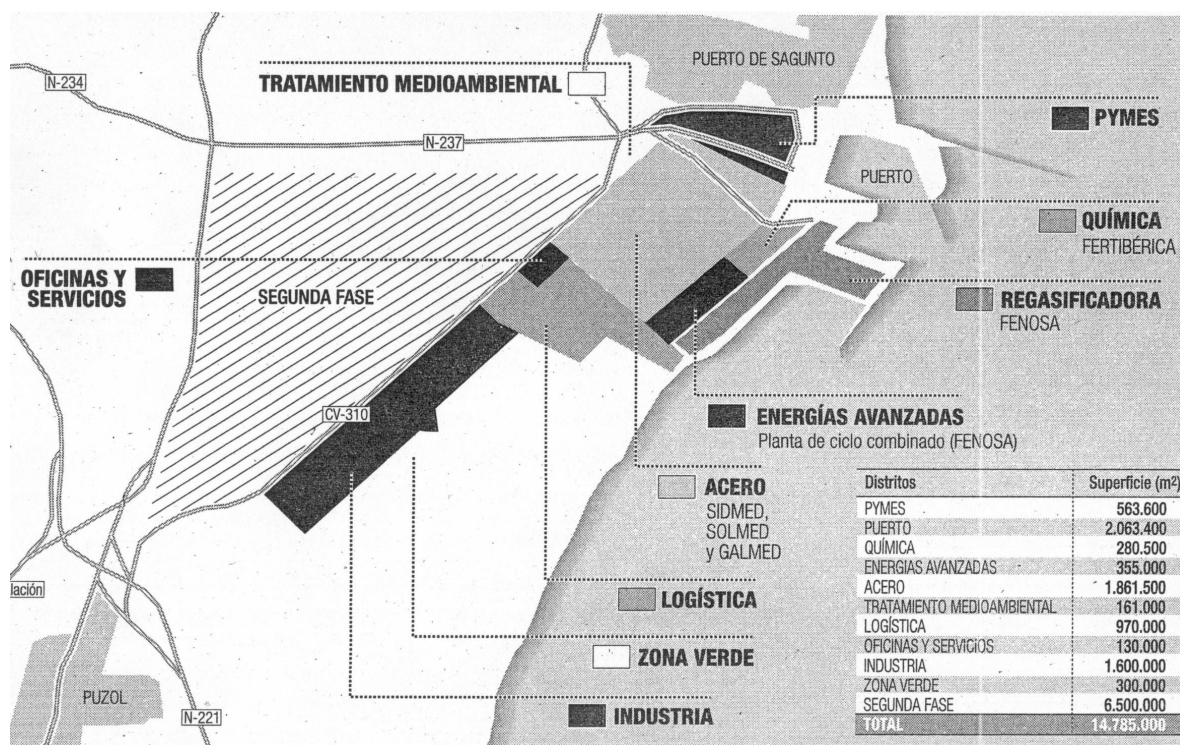 PUERTO DE SAGUNTO
N-234
TRATAMIENTO MEDIOAMBIENTAL
PYMES
N-237
PUERTO
QUÍMICA
FERTIBÉRICA
OFICINAS Y
SERVICIOS
SEGUNDA FASE
REGASIFICADORA
FENOSA
CV-310
ENERGÍAS AVANZADAS
Planta de ciclo combinado (FENOSA)
ACERO
SIDMED,
SOLMED
y GALMED
lación
LOGÍSTICA
ZONA VERDE
PUZOL
N-221
INDUSTRIA
Distritos Superficie (m²)
PYMES 563.600
PUERTO 2.063.400
QUÍMICA 280.500
ENERGIAS AVANZADAS 355.000
ACERO 1.861.500
TRATAMIENTO MEDIOAMBIENTAL 161.000
LOGÍSTICA 970.000
OFICINAS Y SERVICIOS 130.000
INDUSTRIA 1.600.000
ZONA VERDE 300.000
SEGUNDA FASE 6.500.000
TOTAL 14.785.000